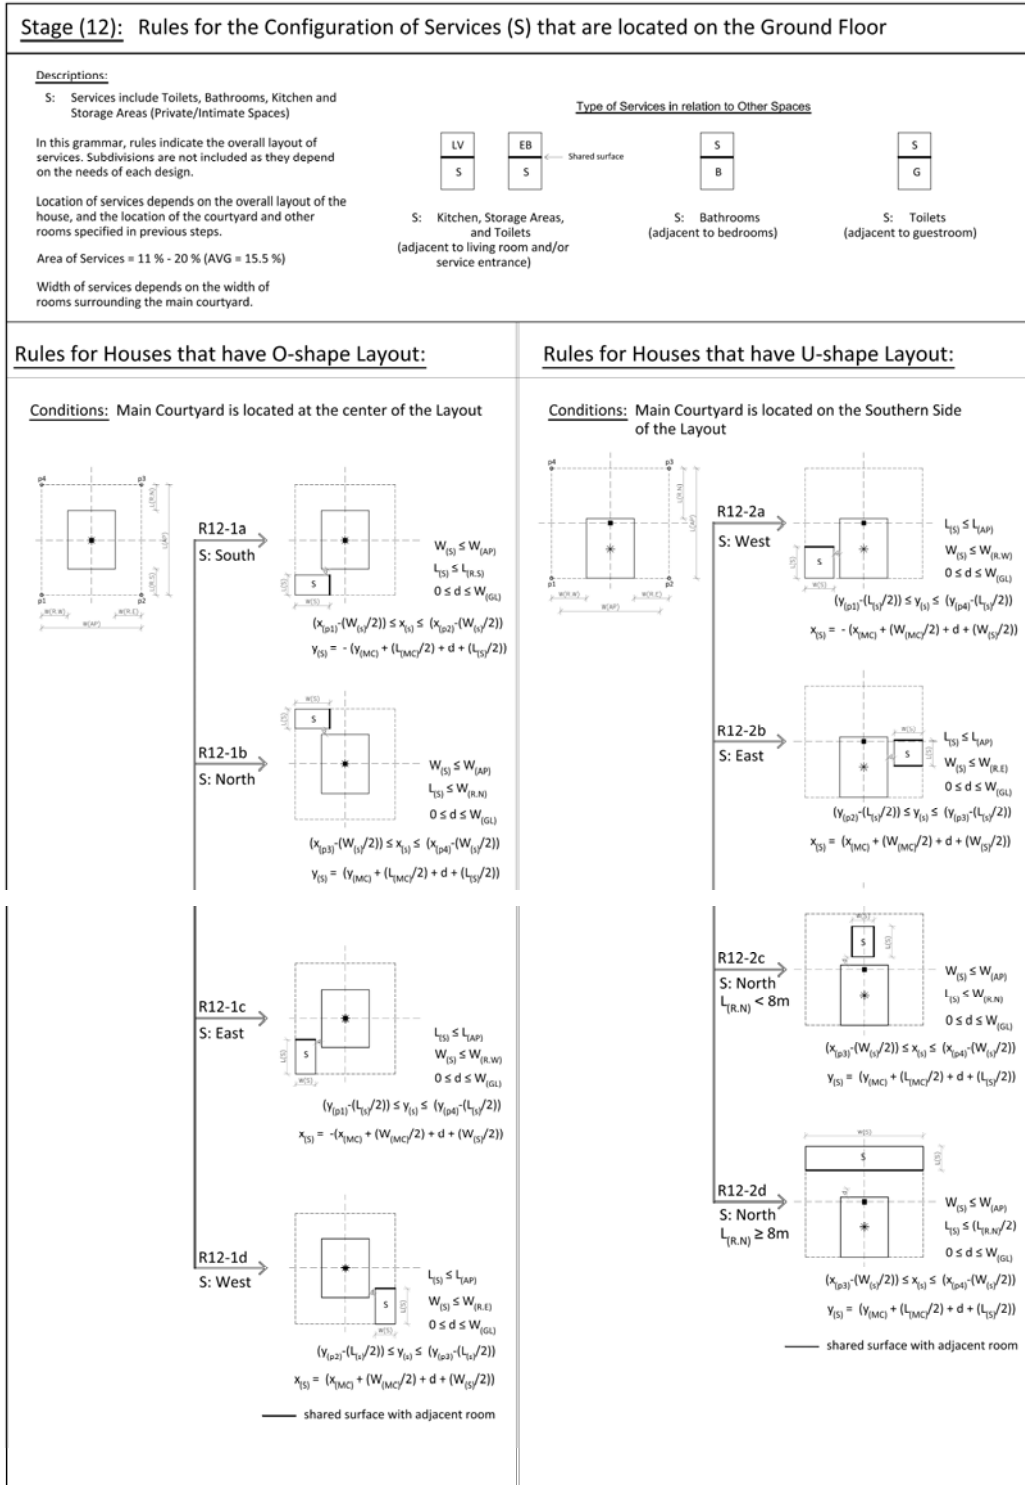 Stage (12): Rules for the Configuration of Services (S) that are located on the Ground Floor
Descriptions:
S: Services include Toilets, Bathrooms, Kitchen and
Storage Areas (Private/Intimate Spaces)
In this grammar, rules indicate the overall layout of
services. Subdivisions are not included as they depend
on the needs of each design.
Location of services depends on the overall layout of the
house, and the location of the courtyard and other
rooms specified in previous steps.
Area of Services = 11 % - 20 % (AVG = 15.5 %)
Width of services depends on the width of
rooms surrounding the main courtyard.
Type of Services in relation to Other Spaces
LV
S
EB
S
Shared surface
S
B
S
G
S: Kitchen, Storage Areas,
and Toilets
(adjacent to living room and/or
service entrance)
S: Bathrooms
(adjacent to bedrooms)
S: Toilets
(adjacent to guestroom)
Rules for Houses that have O-shape Layout:
Conditions: Main Courtyard is located at the center of the Layout
p4
p3
L(R.N)
L(AP)
L(R.S)
p1
p2
W(R.W)
W(R.E)
W(AP)
R12-1a
S: South
L(S)
S
W(S)
d
W(S) ≤ W(AP)
L(S) ≤ L(R.S)
0 ≤ d ≤ W(GL)
(x(p1)-(W(s)/2)) ≤ x(s) ≤ (x(p2)-(W(s)/2))
y(S) = - (y(MC) + (L(MC)/2) + d + (L(S)/2))
R12-1b
S: North
W(S)
L(S)
S
W(S) ≤ W(AP)
L(S) ≤ W(R.N)
0 ≤ d ≤ W(GL)
(x(p3)-(W(s)/2)) ≤ x(s) ≤ (x(p4)-(W(s)/2))
y(S) = (y(MC) + (L(MC)/2) + d + (L(S)/2))
R12-1c
S: East
L(S)
S
W(S)
L(S) ≤ L(AP)
W(S) ≤ W(R.W)
0 ≤ d ≤ W(GL)
(y(p1)-(L(s)/2)) ≤ y(s) ≤ (y(p4)-(L(s)/2))
x(S) = -(x(MC) + (W(MC)/2) + d + (W(S)/2))
R12-1d
S: West
d
S
L(S)
W(S)
L(S) ≤ L(AP)
W(S) ≤ W(R.E)
0 ≤ d ≤ W(GL)
(y(p2)-(L(s)/2)) ≤ y(s) ≤ (y(p3)-(L(s)/2))
x(S) = (x(MC) + (W(MC)/2) + d + (W(S)/2))
shared surface with adjacent room
Rules for Houses that have U-shape Layout:
Conditions: Main Courtyard is located on the Southern Side
of the Layout
p4
p3
L(R.N)
L(AP)
p1
p2
W(R.W)
W(R.E)
W(AP)
R12-2a
S: West
L(S)
S
d
W(S)
L(S) ≤ L(AP)
W(S) ≤ W(R.W)
0 ≤ d ≤ W(GL)
(y(p1)-(L(s)/2)) ≤ y(s) ≤ (y(p4)-(L(s)/2))
x(S) = - (x(MC) + (W(MC)/2) + d + (W(S)/2))
R12-2b
S: East
W(S)
d
S
L(S)
L(S) ≤ L(AP)
W(S) ≤ W(R.E)
0 ≤ d ≤ W(GL)
(y(p2)-(L(s)/2)) ≤ y(s) ≤ (y(p3)-(L(s)/2))
x(S) = (x(MC) + (W(MC)/2) + d + (W(S)/2))
R12-2c
S: North
L(R.N) < 8m
W(S)
S
L(S)
d
W(S) ≤ W(AP)
L(S) ≤ W(R.N)
0 ≤ d ≤ W(GL)
(x(p3)-(W(s)/2)) ≤ x(s) ≤ (x(p4)-(W(s)/2))
y(S) = (y(MC) + (L(MC)/2) + d + (L(S)/2))
R12-2d
S: North
L(R.N) ≥ 8m
W(S)
S
L(S)
d
W(S) ≤ W(AP)
L(S) ≤ (L(R.N)/2)
0 ≤ d ≤ W(GL)
(x(p3)-(W(s)/2)) ≤ x(s) ≤ (x(p4)-(W(s)/2))
y(S) = (y(MC) + (L(MC)/2) + d + (L(S)/2))
shared surface with adjacent room